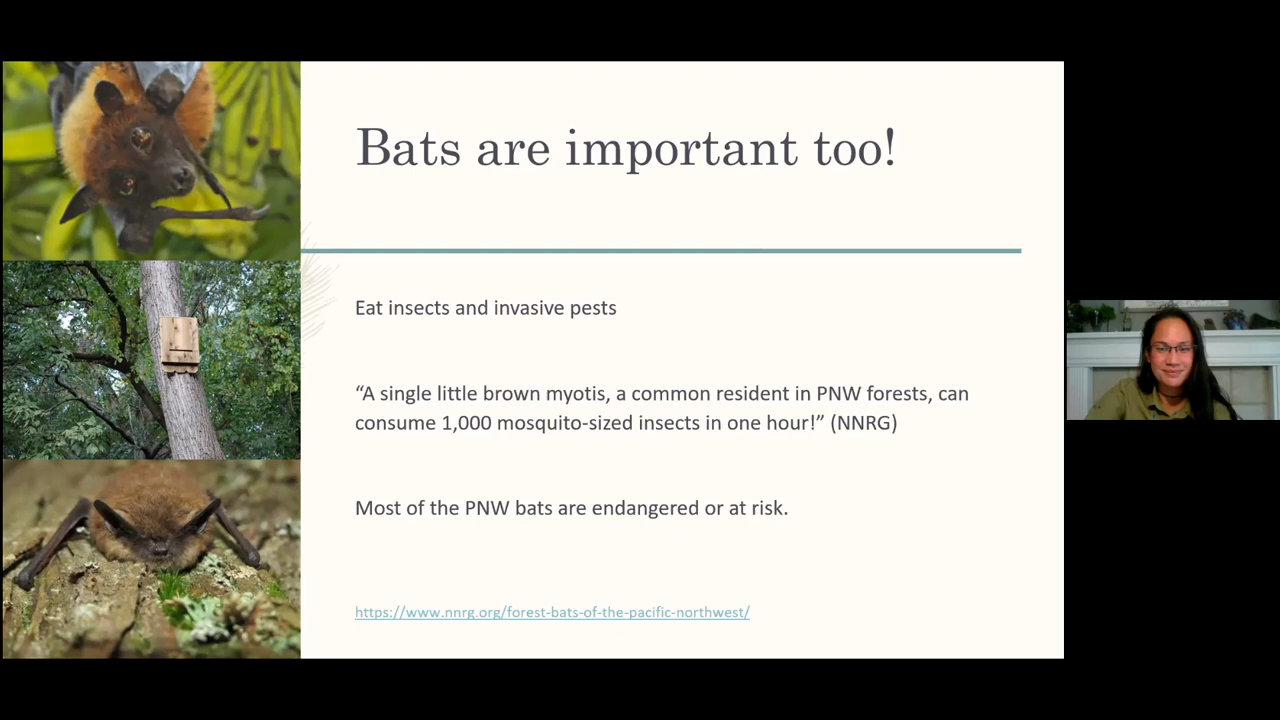 Bats are important too!
Eat insects and invasive pests
“A single little brown myotis, a common resident in PNW forests, can
consume 1,000 mosquito-sized insects in one hour!” (NNRG)
Most of the PNW bats are endangered or at risk.
https://www.nnrg.org/forest-bats-of-the-pacific-northwest/